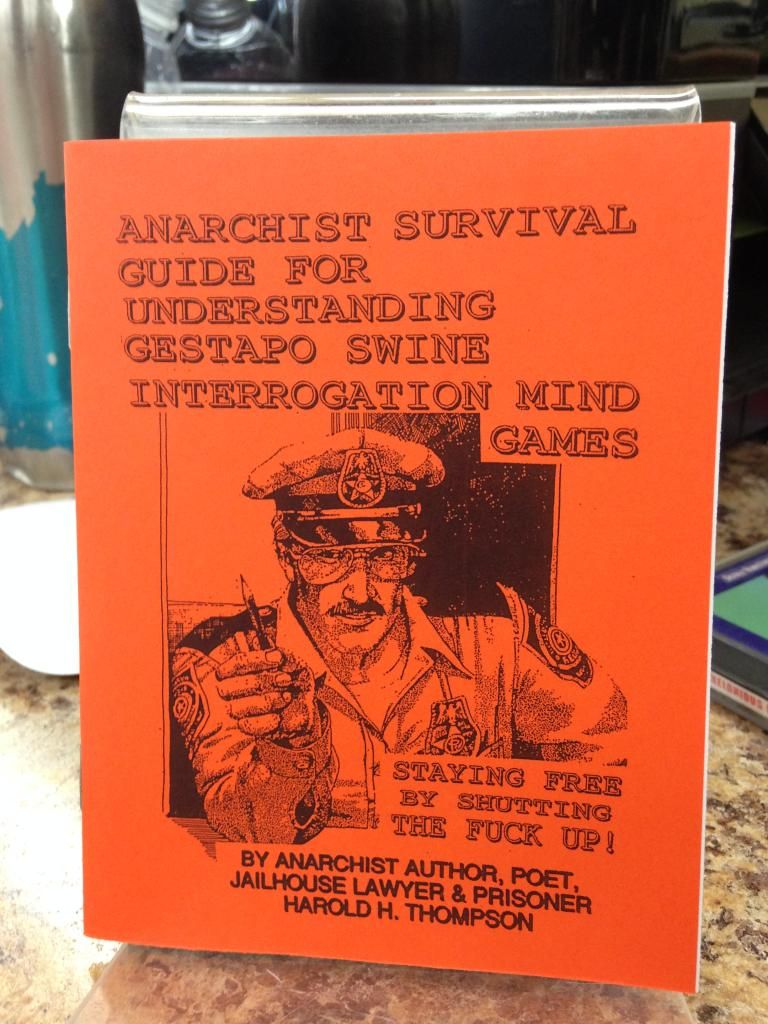 ANARCHIST SURVIVAL
GUIDE FOR
UNDERSTANDING
GESTAPO SWINE
INTERROGATION MIND
GAMES
STAYING FREE
BY SHUTTING
THE FUCK UP!
BY ANARCHIST AUTHOR, POET,
JAILHOUSE LAWYER & PRISONER
HAROLD H. THOMPSON